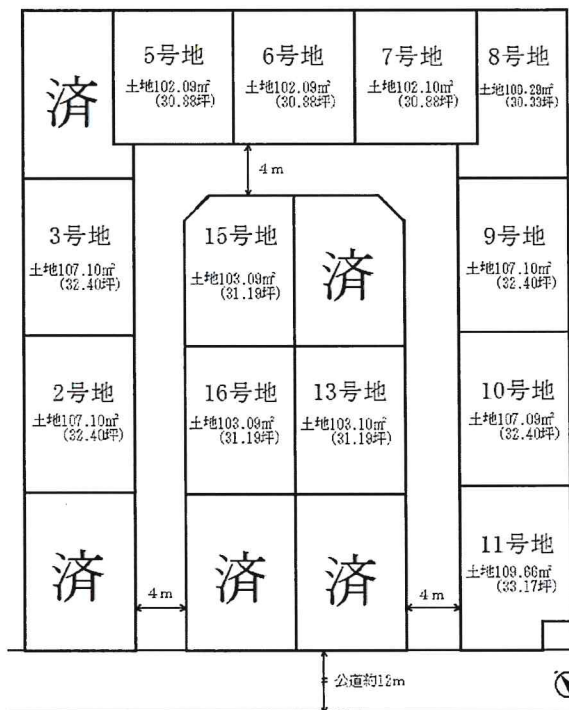 済
5号地
土地102.09㎡
(30.88坪)
6号地
土地102.09㎡
(30.88坪)
7号地
土地102.10㎡
(30.88坪)
8号地
土地100.29㎡
(30.33坪)
4m
3号地
土地107.10㎡
(32.40坪)
15号地
土地103.09㎡
(31.19坪)
済
9号地
土地107.10㎡
(32.40坪)
2号地
土地107.10㎡
(32.40坪)
16号地
土地103.09㎡
(31.19坪)
13号地
土地103.10㎡
(31.19坪)
10号地
土地107.09㎡
(32.40坪)
済
4m
済
済
4m
11号地
土地109.66㎡
(33.17坪)
公道約12m